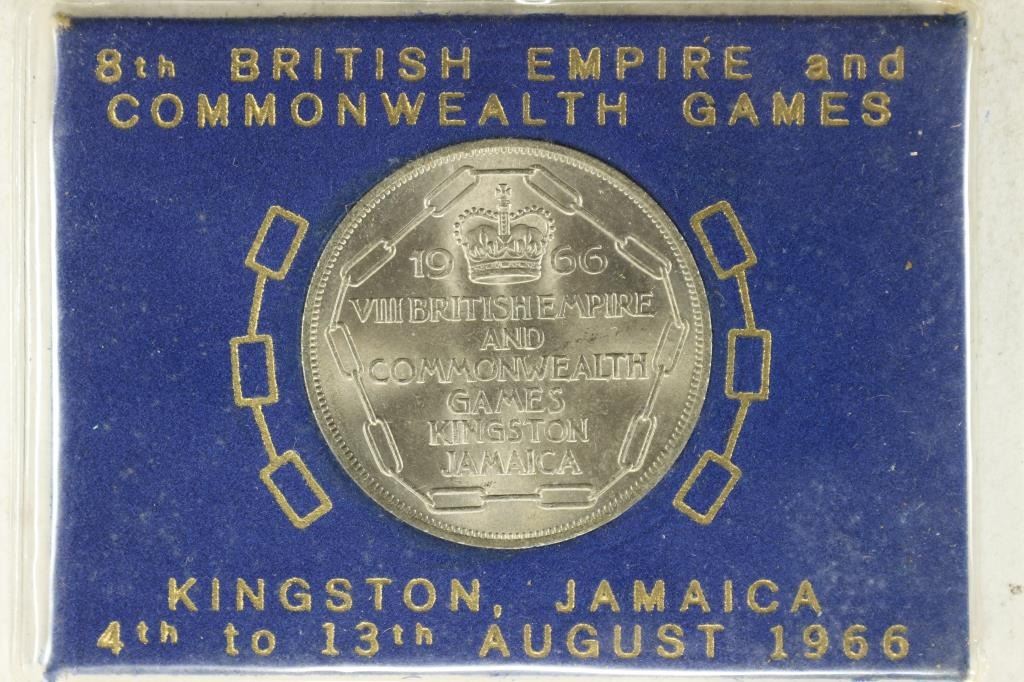 8th BRITISH EMPIRE and
COMMONWEALTH GAMES
1966
VIII BRITISH EMPIRE
AND
COMMONWEALTH
GAMES
KINGSTON
JAMAICA
KINGSTON, JAMAICA
4th to 13th AUGUST 1966